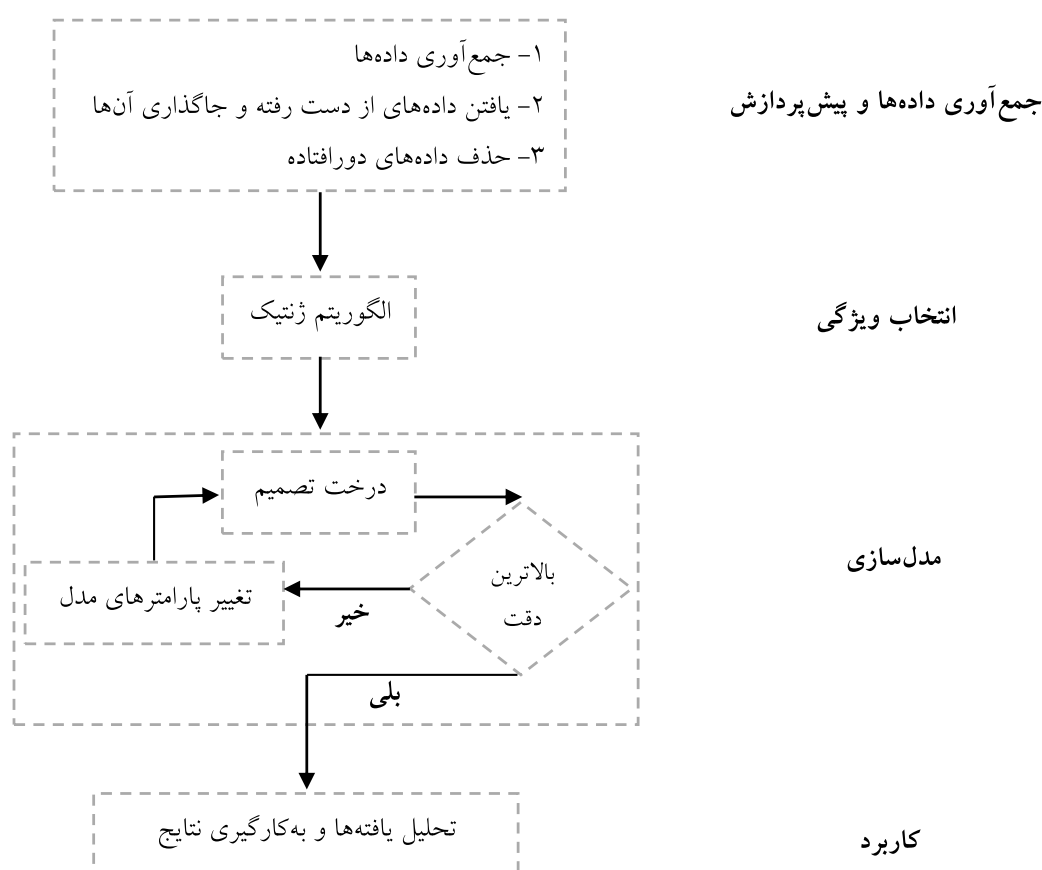 جمع‌آوری داده‌ها و پیش‌پردازش
۱- جمع‌آوری داده‌ها
۲- یافتن داده‌های از دست رفته و جاگذاری آن‌ها
۳- حذف داده‌های دورافتاده
انتخاب ویژگی
الگوریتم ژنتیک
مدل‌سازی
درخت تصمیم
بالاترین
دقت
خیر
تغییر پارامترهای مدل
بلی
کاربرد
تحلیل یافته‌ها و به‌کارگیری نتایج